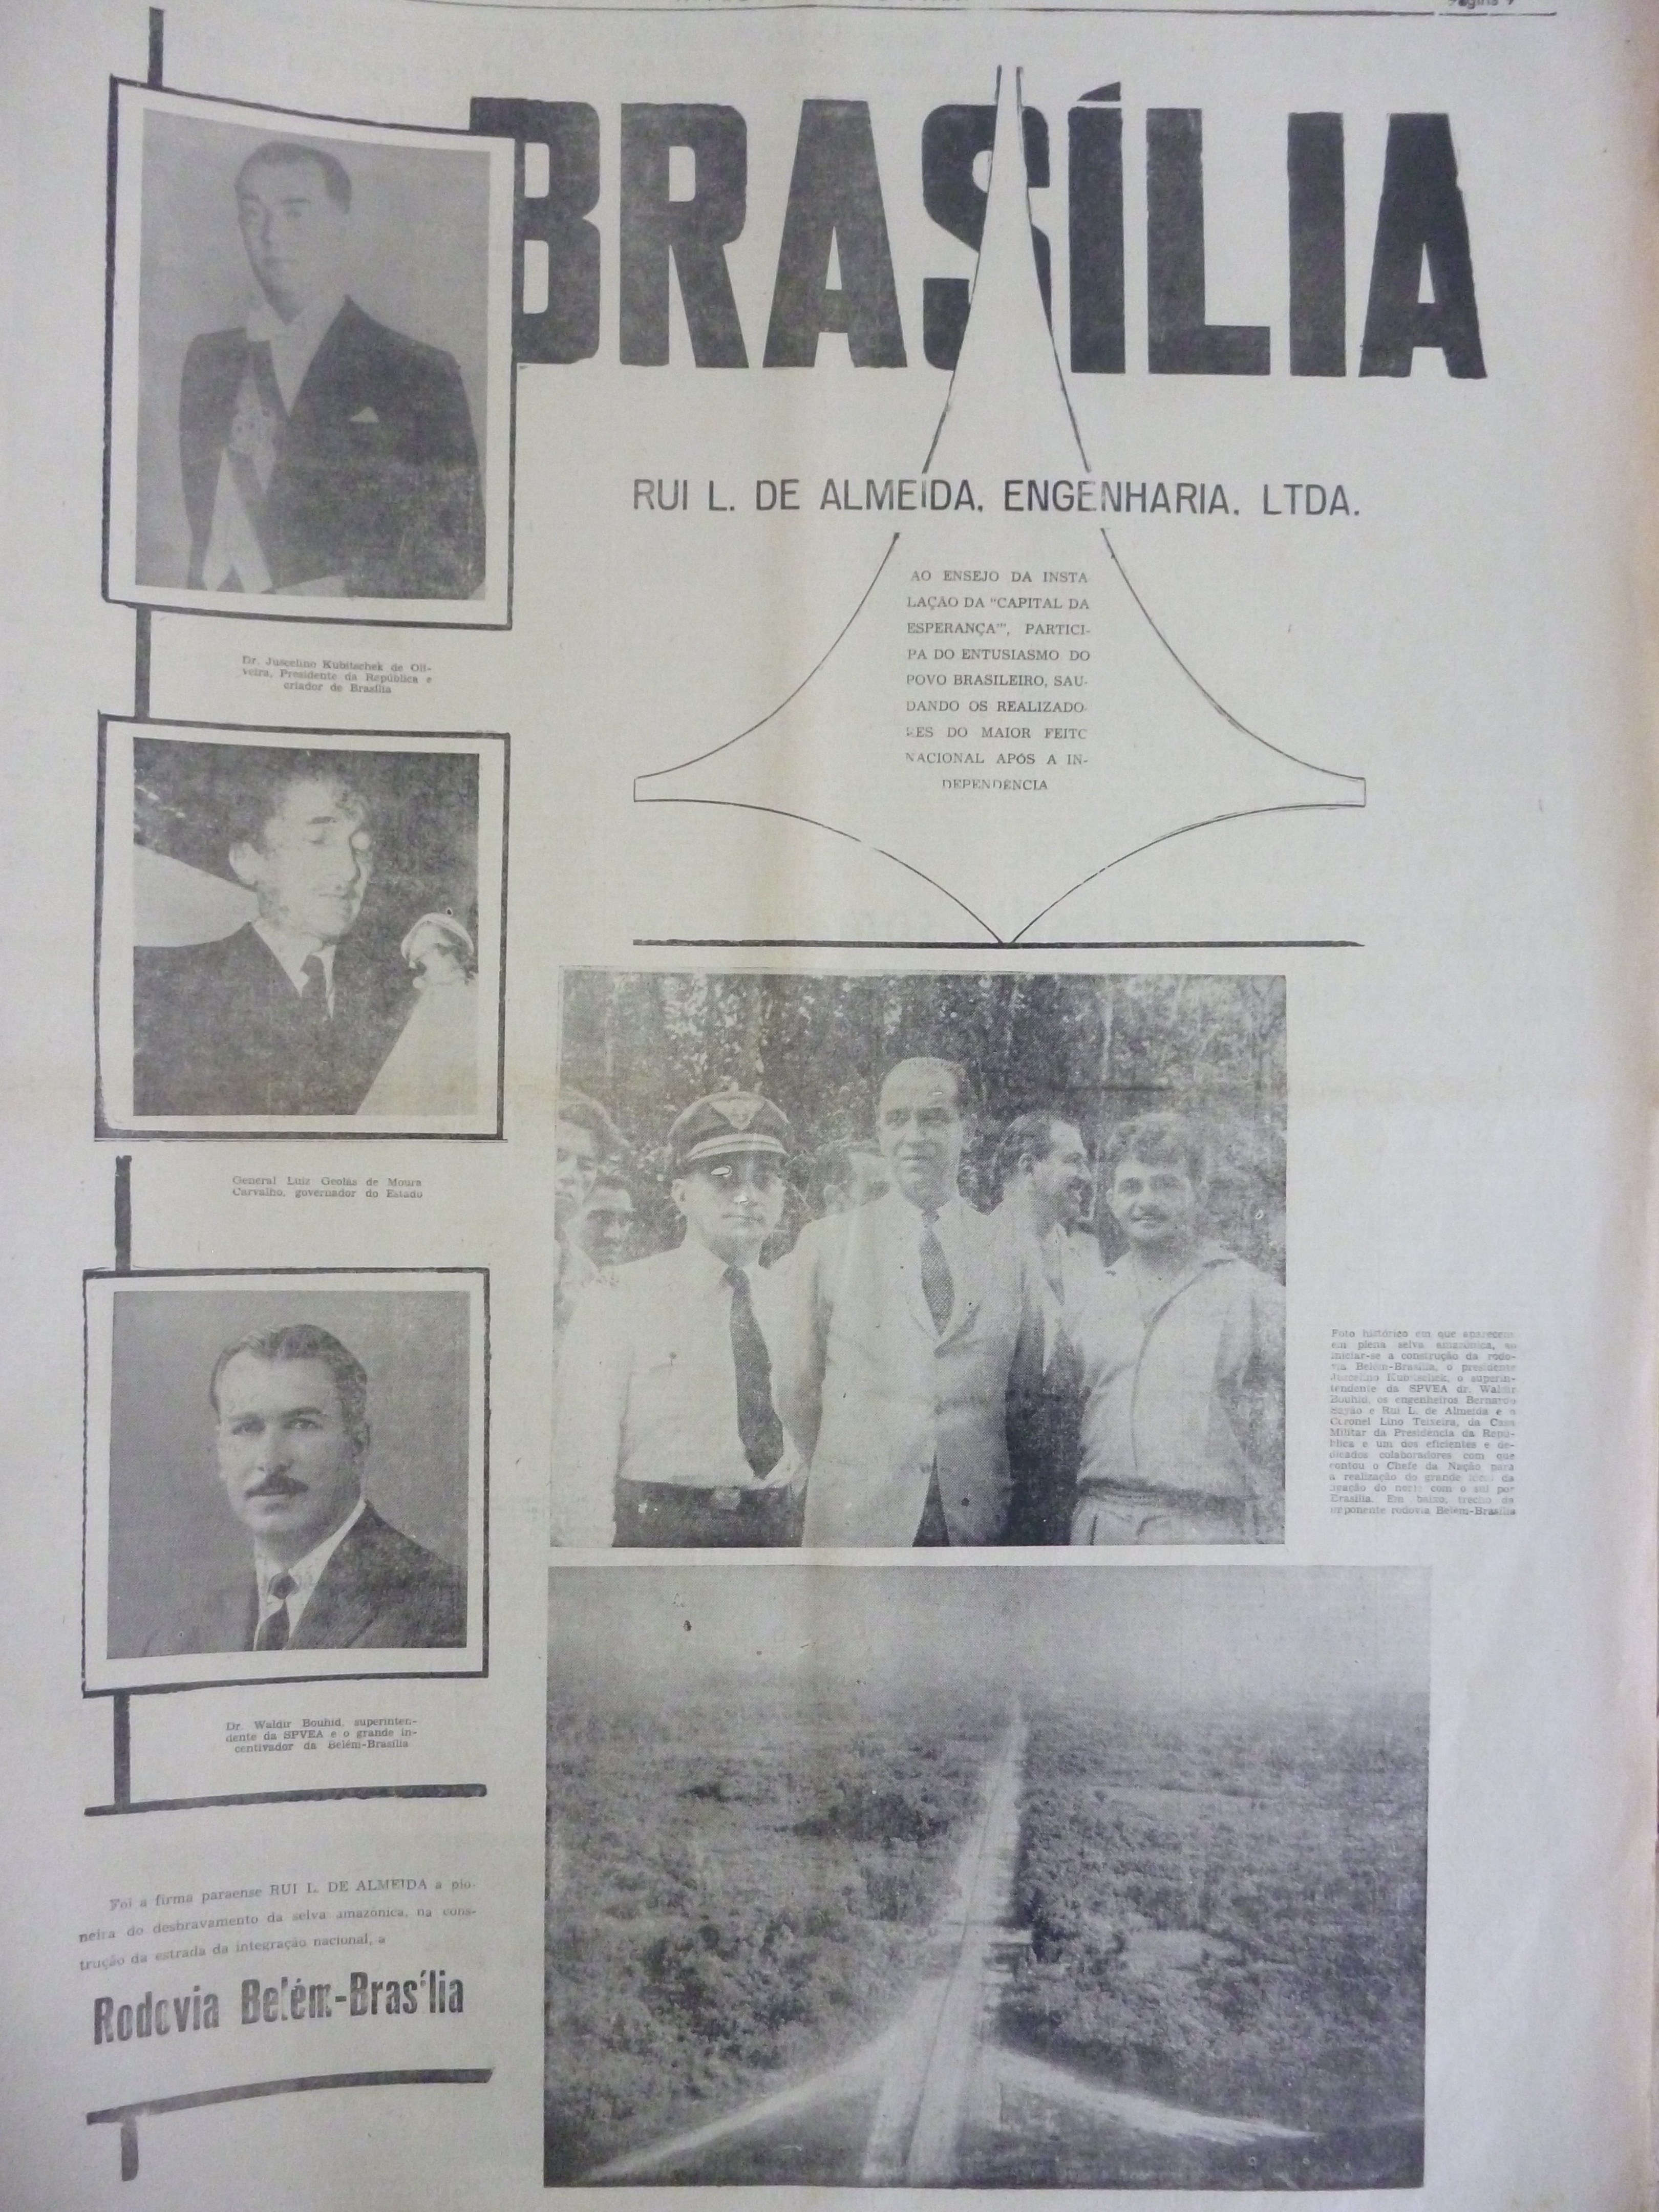 Página
BRASÍLIA
RUI L. DE ALMEIDA, ENGENHARIA, LTDA.
AO ENSEJO DA INSTA
LAÇÃO DA "CAPITAL DA
ESPERANÇA"', PARTICI-
PA DO ENTUSIASMO DO
POVO BRASILEIRO, SAU-
DANDO OS REALIZADO-
RES DO MAIOR FEITO
NACIONAL APÓS A IN-
DEPENDÊNCIA
Dr. Juscelino Kubitschek de Oli-
veira, Presidente da República e
criador de Brasília
General Luiz Geolás de Moura
Carvalho, governador do Estado
Dr. Waldir Bouhid, superinten-
dente da SPVEA e o grande in-
centivador da Belém-Brasília
Foi a firma paraense RUI L. DE ALMEIDA a pio-
neira do desbravamento da selva amazônica, na cons-
trução da estrada da integração nacional, a
Rodovia Belém-Brasília
Foto histórico em que aparecem
em plena selva amazônica, ao
iniciar-se a construção da rodo-
via Belém-Brasília, o presidente
Juscelino Kubitschek, o superin-
tendente da SPVEA dr. Waldir
Bouhid, os engenheiros Bernardo
Sayão e Rui L. de Almeida e o
Coronel Lino Teixeira, da Casa
Militar da Presidência da Repú-
blica e um dos eficientes e de-
dicados colaboradores com que
contou o Chefe da Nação para
a realização do grande da
ligação do norte com o sul por
Brasília. Em baixo, trecho da
imponente rodovia Belém-Brasília